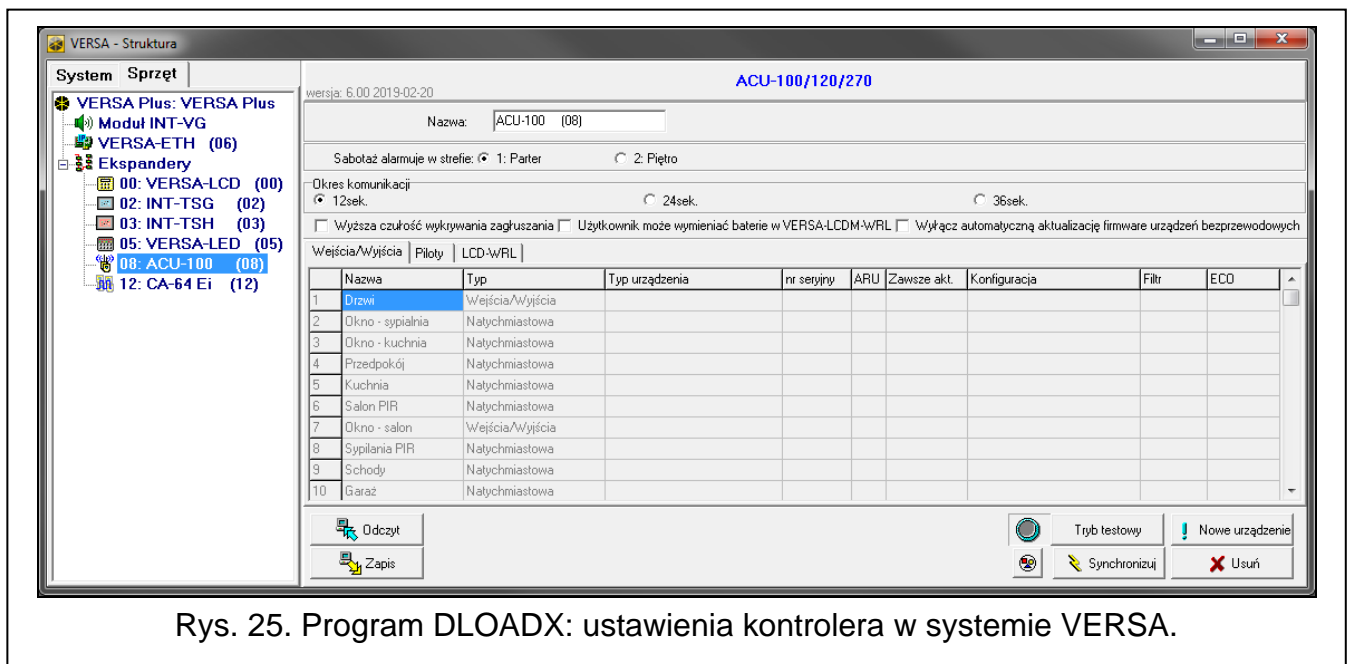 VERSA - Struktura
System Sprzęt
VERSA Plus: VERSA Plus
Moduł INT-VG
VERSA-ETH (06)
Ekspandery
00: VERSA-LCD (00)
02: INT-TSG (02)
03: INT-TSH (03)
05: VERSA-LED (05)
08: ACU-100 (08)
12: CA-64 Ei (12)
ACU-100/120/270
wersja: 6.00 2019-02-20
Nazwa: ACU-100 (08)
Sabotaż alarmuje w strefie: 1: Parter 2: Piętro
Okres komunikacji
12sek. 24sek. 36sek.
Wyższa czułość wykrywania zagłuszania Użytkownik może wymieniać baterie w VERSA-LCDM-WRL Wyłącz automatyczną aktualizację firmware urządzeń bezprzewodowych
Wejścia/Wyjścia Piloty LCD-WRL
Nazwa Typ Typ urządzenia nr seryjny ARU Zawsze akt. Konfiguracja Filtr ECO
1 Drzwi Wejścia/Wyjścia
2 Okno - sypialnia Natychmiastowa
3 Okno - kuchnia Natychmiastowa
4 Przedpokój Natychmiastowa
5 Kuchnia Natychmiastowa
6 Salon PIR Natychmiastowa
7 Okno - salon Wejścia/Wyjścia
8 Sypilania PIR Natychmiastowa
9 Schody Natychmiastowa
10 Garaż Natychmiastowa
Odczyt Tryb testowy Nowe urządzenie
Zapis Synchronizuj Usuń
Rys. 25. Program DLOADX: ustawienia kontrolera w systemie VERSA.